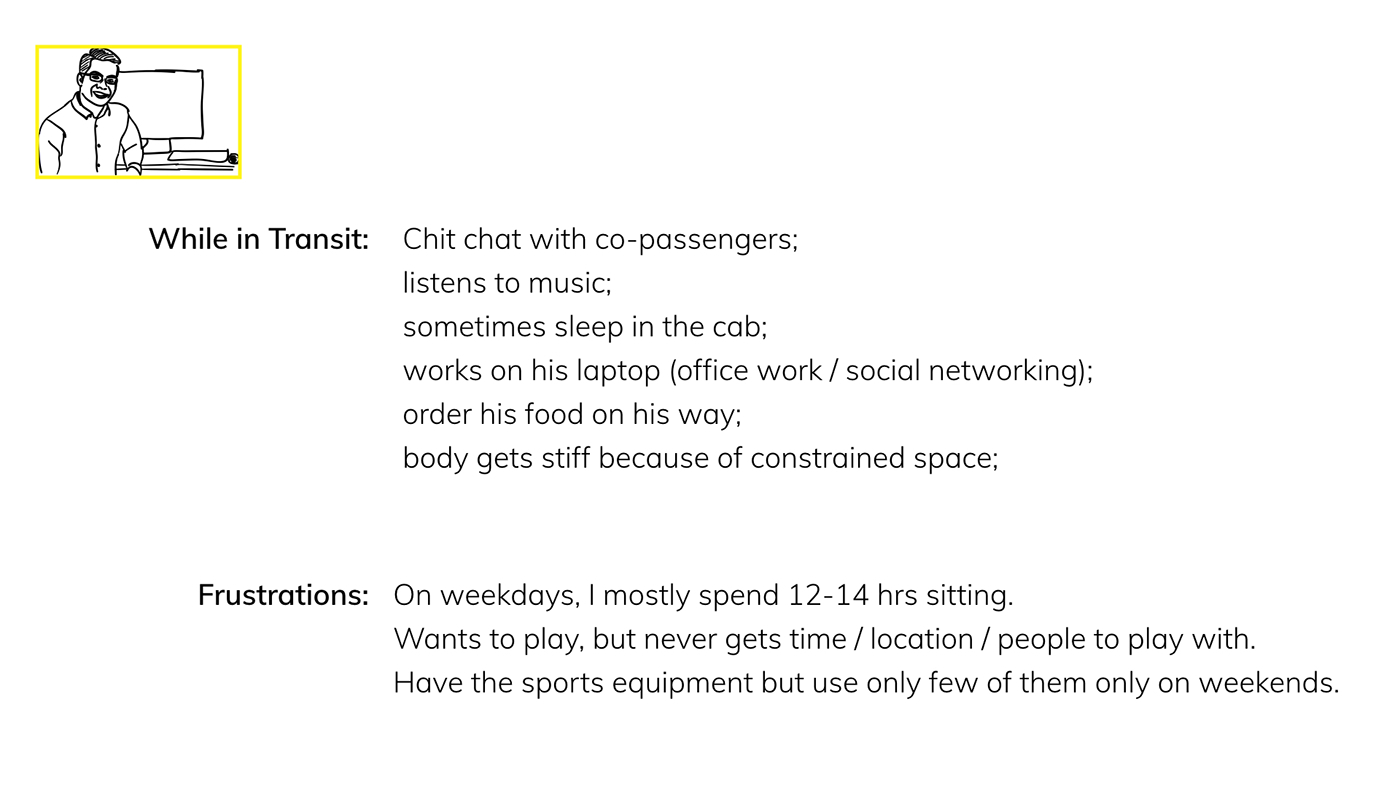 While in Transit: Chit chat with co-passengers;
listens to music;
sometimes sleep in the cab;
works on his laptop (office work / social networking);
order his food on his way;
body gets stiff because of constrained space;
Frustrations: On weekdays, I mostly spend 12-14 hrs sitting.
Wants to play, but never gets time / location / people to play with.
Have the sports equipment but use only few of them only on weekends.